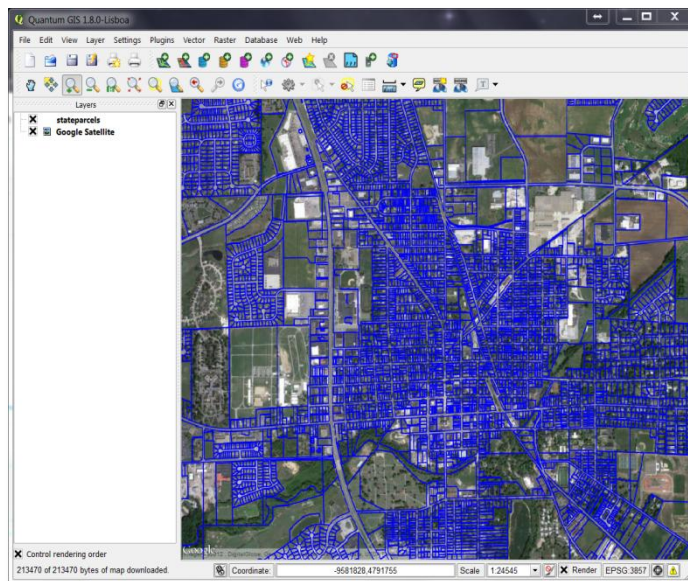 Quantum GIS 1.8.0-Lisboa
File Edit View Layer Settings Plugins Vector Raster Database Web Help
Layers
stateparcels
Google Satellite
Google
Control rendering order
213470 of 213470 bytes of map downloaded.
Coordinate:
-9581828,4791755
Scale
1:24545
Render
EPSG:3857